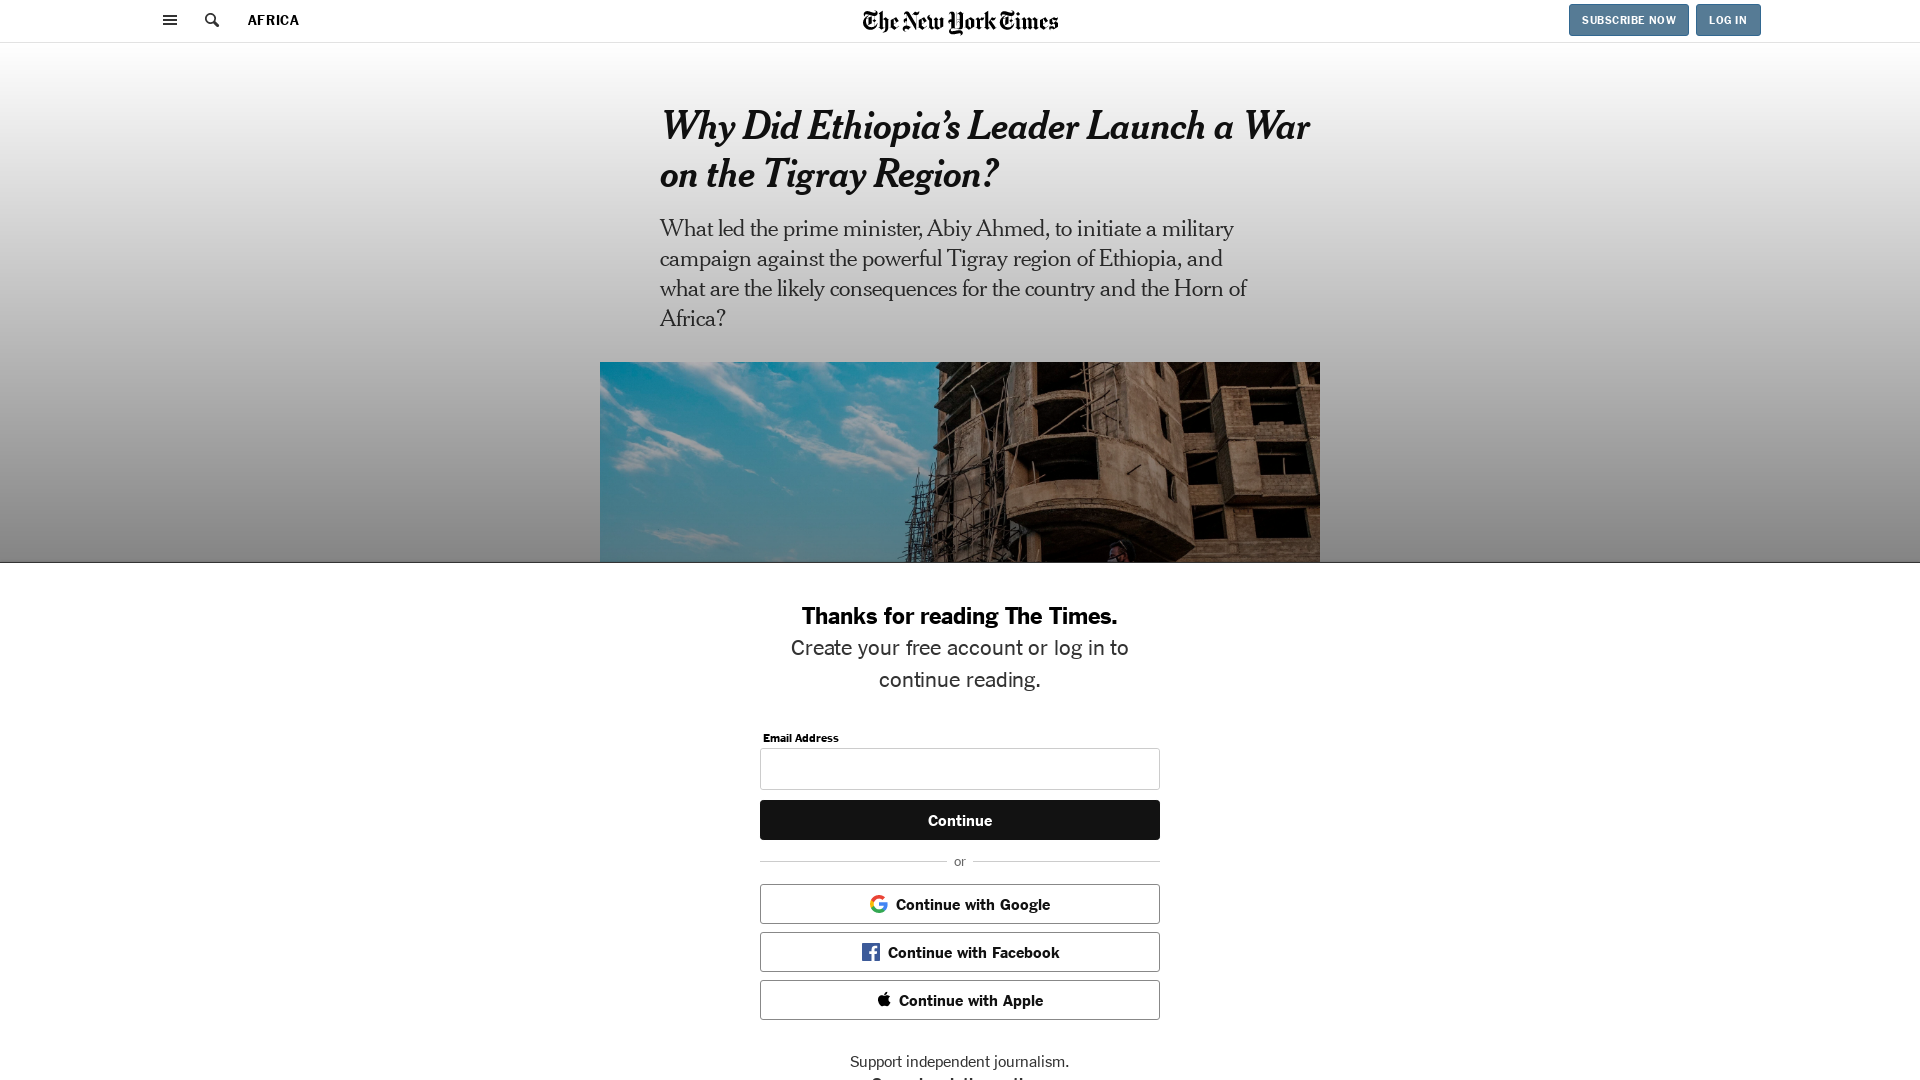 AFRICA
The New York Times
SUBSCRIBE NOW
LOG IN
Why Did Ethiopia’s Leader Launch a War
on the Tigray Region?
What led the prime minister, Abiy Ahmed, to initiate a military
campaign against the powerful Tigray region of Ethiopia, and
what are the likely consequences for the country and the Horn of
Africa?
Thanks for reading The Times.
Create your free account or log in to
continue reading.
Email Address
Continue
or
Continue with Google
Continue with Facebook
Continue with Apple
Support independent journalism.